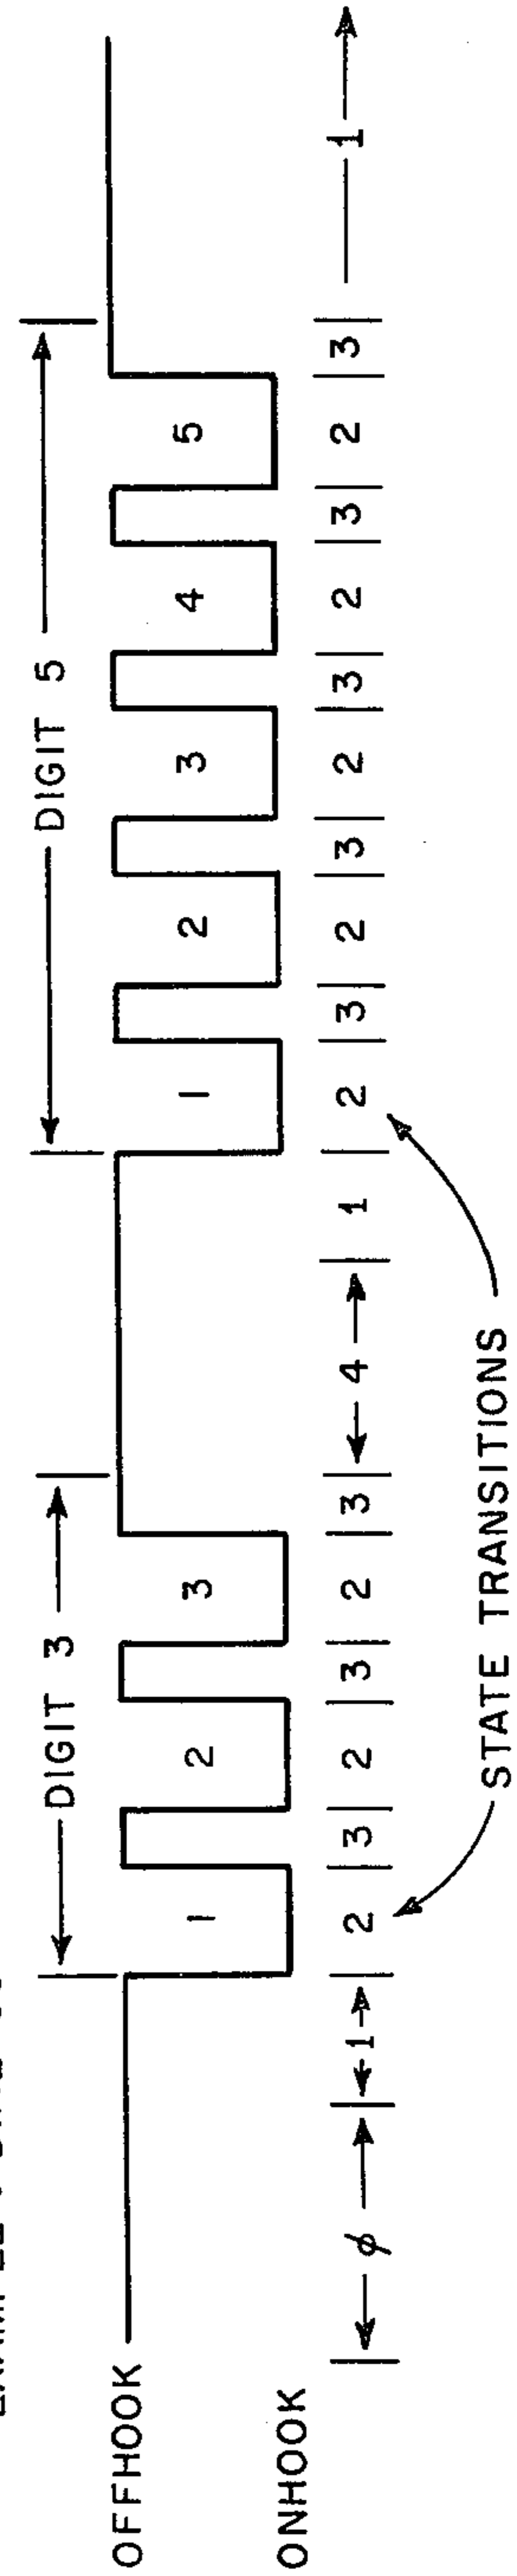 DIGIT 3 DIGIT 5
OFFHOOK
1 2 3 1 2 3 4 5
ONHOOK
ϕ 1 2 3 2 3 2 3 4 1 2 3 2 3 2 3 2 3 2 3 1
STATE TRANSITIONS